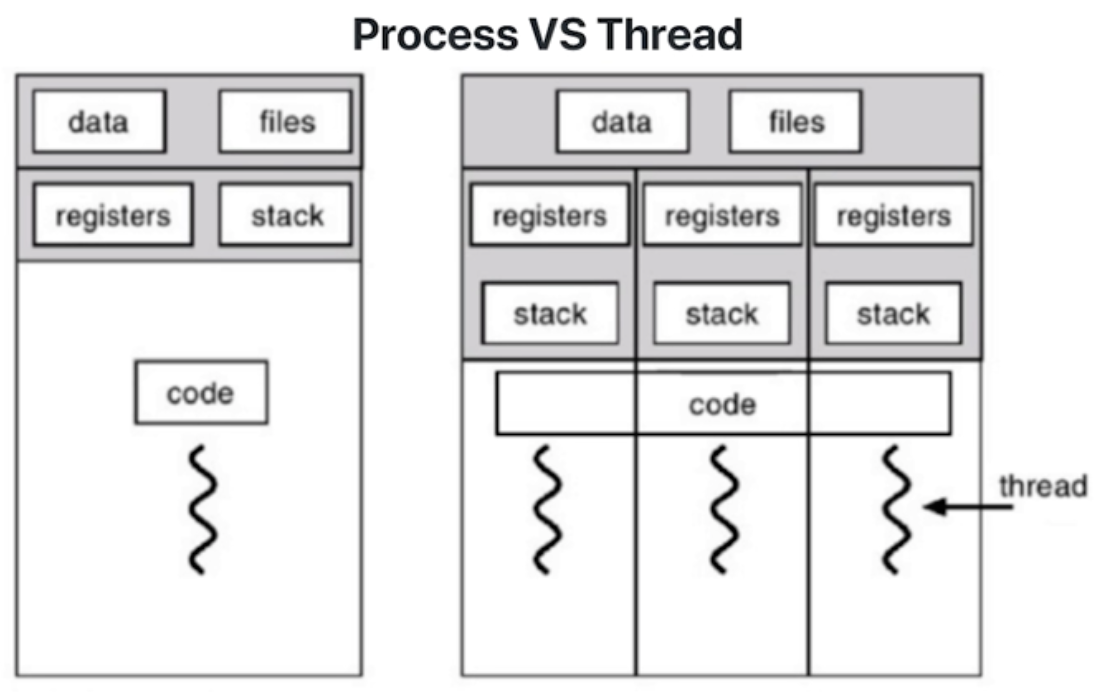 Process VS Thread
data files data files
registers stack registers registers registers
stack stack stack
code code
thread